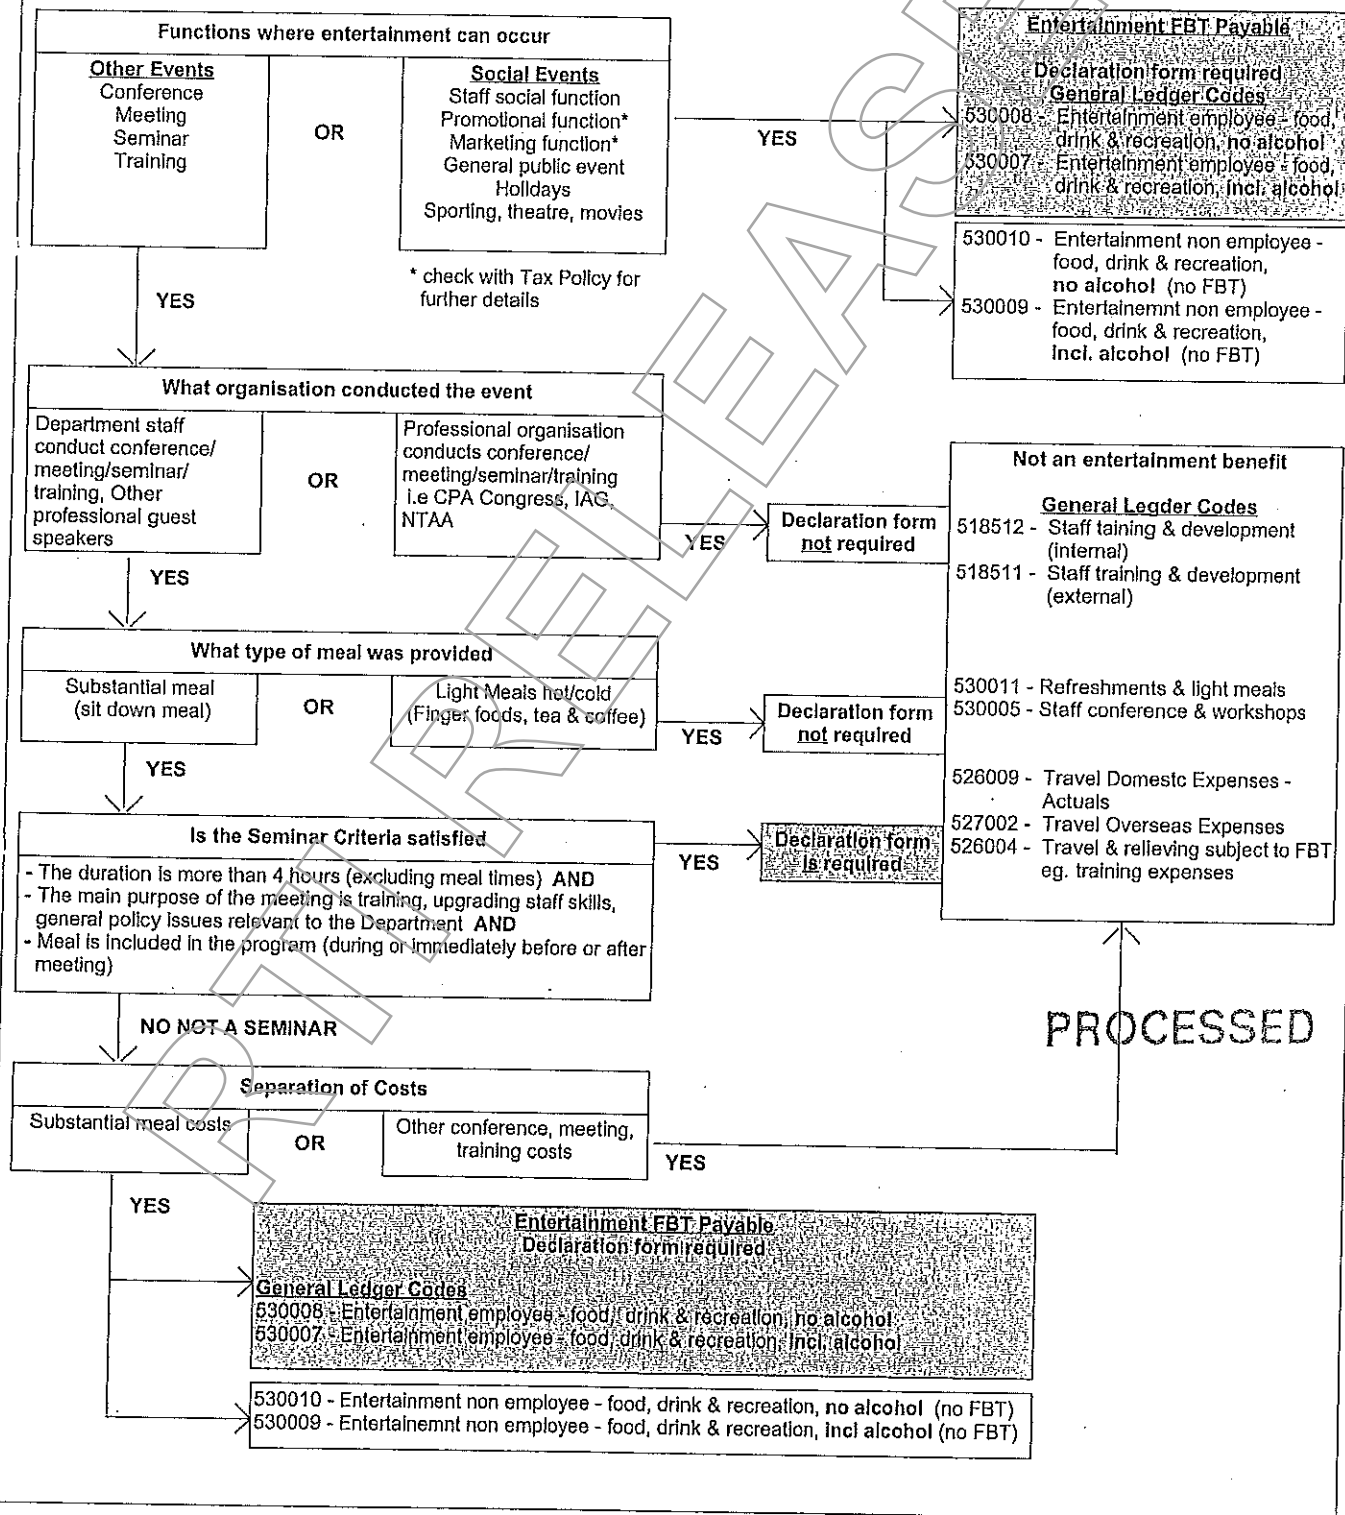 Functions where entertainment can occur
Other Events
Conference
Meeting
Seminar
Training
OR
Social Events
Staff social function
Promotional function*
Marketing function*
General public event
Holidays
Sporting, theatre, movies
* check with Tax Policy for
further details
YES
Entertainment FBT Payable
Declaration form required
General Ledger Codes
530008 - Entertainment employee - food,
drink & recreation, no alcohol
530007 - Entertainment employee - food,
drink & recreation, incl. alcohol
530010 - Entertainment non employee -
food, drink & recreation,
no alcohol (no FBT)
530009 - Entertainemnt non employee -
food, drink & recreation,
incl. alcohol (no FBT)
YES
What organisation conducted the event
Department staff
conduct conference/
meeting/seminar/
training, Other
professional guest
speakers
OR
Professional organisation
conducts conference/
meeting/seminar/training
i.e CPA Congress, IAG,
NTAA
YES
Declaration form
not required
Not an entertainment benefit
General Legder Codes
518512 - Staff taining & development
(internal)
518511 - Staff training & development
(external)
530011 - Refreshments & light meals
530005 - Staff conference & workshops
526009 - Travel Domestc Expenses -
Actuals
527002 - Travel Overseas Expenses
526004 - Travel & relieving subject to FBT
eg. training expenses
YES
What type of meal was provided
Substantial meal
(sit down meal)
OR
Light Meals hot/cold
(Finger foods, tea & coffee)
YES
Declaration form
not required
YES
Is the Seminar Criteria satisfied
- The duration is more than 4 hours (excluding meal times) AND
- The main purpose of the meeting is training, upgrading staff skills,
general policy issues relevant to the Department AND
- Meal is included in the program (during or immediately before or after
meeting)
YES
Declaration form
is required
NO NOT A SEMINAR
PROCESSED
Separation of Costs
Substantial meal costs
OR
Other conference, meeting,
training costs
YES
YES
Entertainment FBT Payable
Declaration form required
General Ledger Codes
530008 - Entertainment employee - food, drink & recreation, no alcohol
530007 - Entertainment employee - food, drink & recreation, incl. alcohol
530010 - Entertainment non employee - food, drink & recreation, no alcohol (no FBT)
530009 - Entertainemnt non employee - food, drink & recreation, incl alcohol (no FBT)
RTI RELEASE